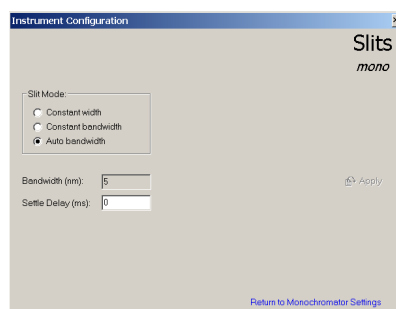 Instrument Configuration
Slits
mono
Slit Mode:
Constant width
Constant bandwidth
Auto bandwidth
Bandwidth (nm): 5
Apply
Settle Delay (ms): 0
Return to Monochromator Settings